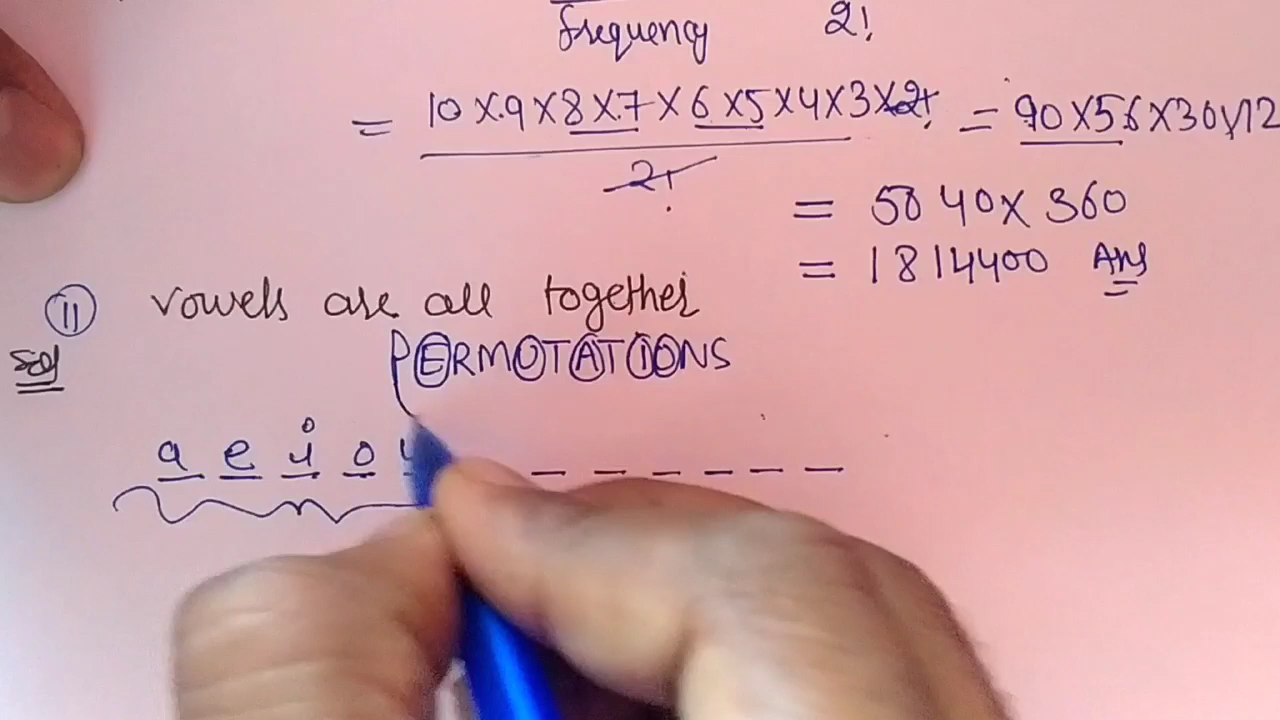 frequency 2!
= 10 × 9 × 8 × 7 × 6 × 5 × 4 × 3 × 2! / 2! = 90 × 56 × 30 × 12
= 5040 × 360
= 1814400 Ans
(II) vowels are all together
Sol PERMUTATIONS
a e i o u _ _ _ _ _ _